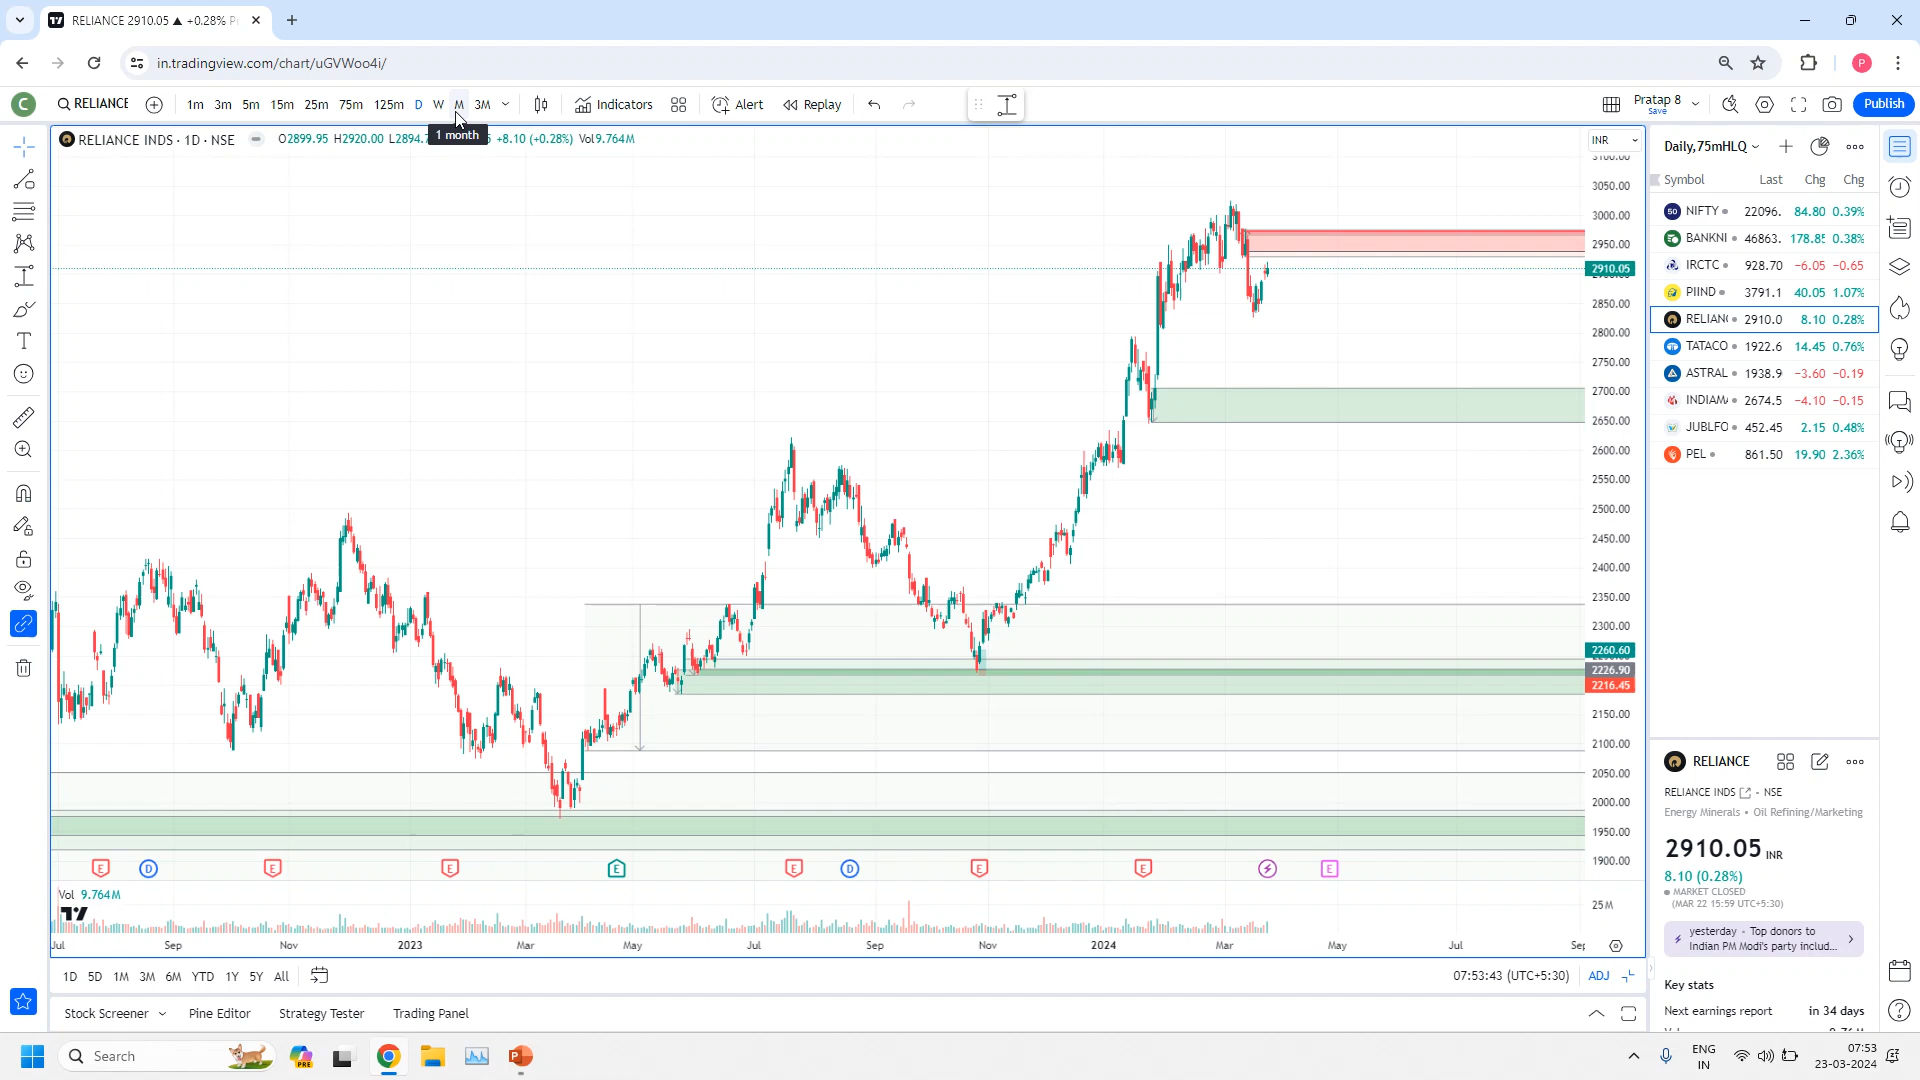 RELIANCE 2910.05 ▲ +0.28% P
in.tradingview.com/chart/uGVWoo4i/
P
C RELIANCE 1m 3m 5m 15m 25m 75m 125m D W M 3M Indicators Alert Replay Pratap 8 Save Publish
1 month
RELIANCE INDS · 1D · NSE O2899.95 H2920.00 L2894. +8.10 (+0.28%) Vol9.764M
INR
3100.00
3050.00
3000.00
2950.00
2910.05
2850.00
2800.00
2750.00
2700.00
2650.00
2600.00
2550.00
2500.00
2450.00
2400.00
2350.00
2300.00
2260.60
2226.90
2216.45
2150.00
2100.00
2050.00
2000.00
1950.00
1900.00
E D E E E E D E E E
Vol 9.764M
25M
Jul Sep Nov 2023 Mar May Jul Sep Nov 2024 Mar May Jul Sep
1D 5D 1M 3M 6M YTD 1Y 5Y All 07:53:43 (UTC+5:30) ADJ
Stock Screener Pine Editor Strategy Tester Trading Panel
Daily,75mHLQ
Symbol Last Chg Chg
50 NIFTY 22096. 84.80 0.39%
BANKNI 46863. 178.85 0.38%
IRCTC 928.70 −6.05 −0.65
PIIND 3791.1 40.05 1.07%
RELIANC 2910.0 8.10 0.28%
TATACO 1922.6 14.45 0.76%
ASTRAL 1938.9 −3.60 −0.19
INDIAM 2674.5 −4.10 −0.15
JUBLFO 452.45 2.15 0.48%
PEL 861.50 19.90 2.36%
RELIANCE
RELIANCE INDS · NSE
Energy Minerals • Oil Refining/Marketing
2910.05 INR
8.10 (0.28%)
MARKET CLOSED
(MAR 22 15:59 UTC+5:30)
yesterday · Top donors to
Indian PM Modi's party includ...
Key stats
Next earnings report in 34 days
Search
PRE
ENG
IN
07:53
23-03-2024